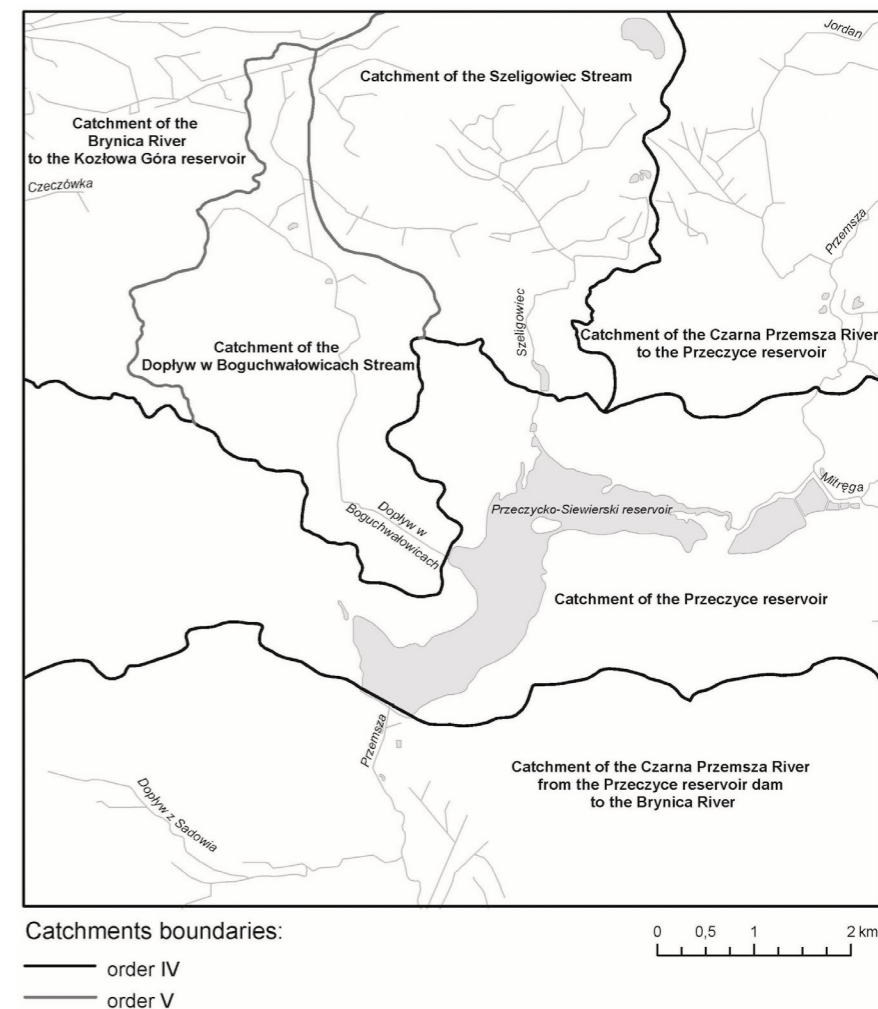 Jordan
Catchment of the Szeligowiec Stream
Catchment of the
Brynica River
to the Kozłowa Góra reservoir
Czeczówka
Przemsza
Szeligowiec
Catchment of the Czarna Przemsza River
to the Przeczyce reservoir
Catchment of the
Dopływ w Boguchwałowicach Stream
Mitręga
Przeczycko-Siewierski reservoir
Dopływ w
Boguchwałowicach
Catchment of the Przeczyce reservoir
Przemsza
Catchment of the Czarna Przemsza River
from the Przeczyce reservoir dam
to the Brynica River
Dopływ z Sadowia
Catchments boundaries:
order IV
order V
0 0,5 1 2 km